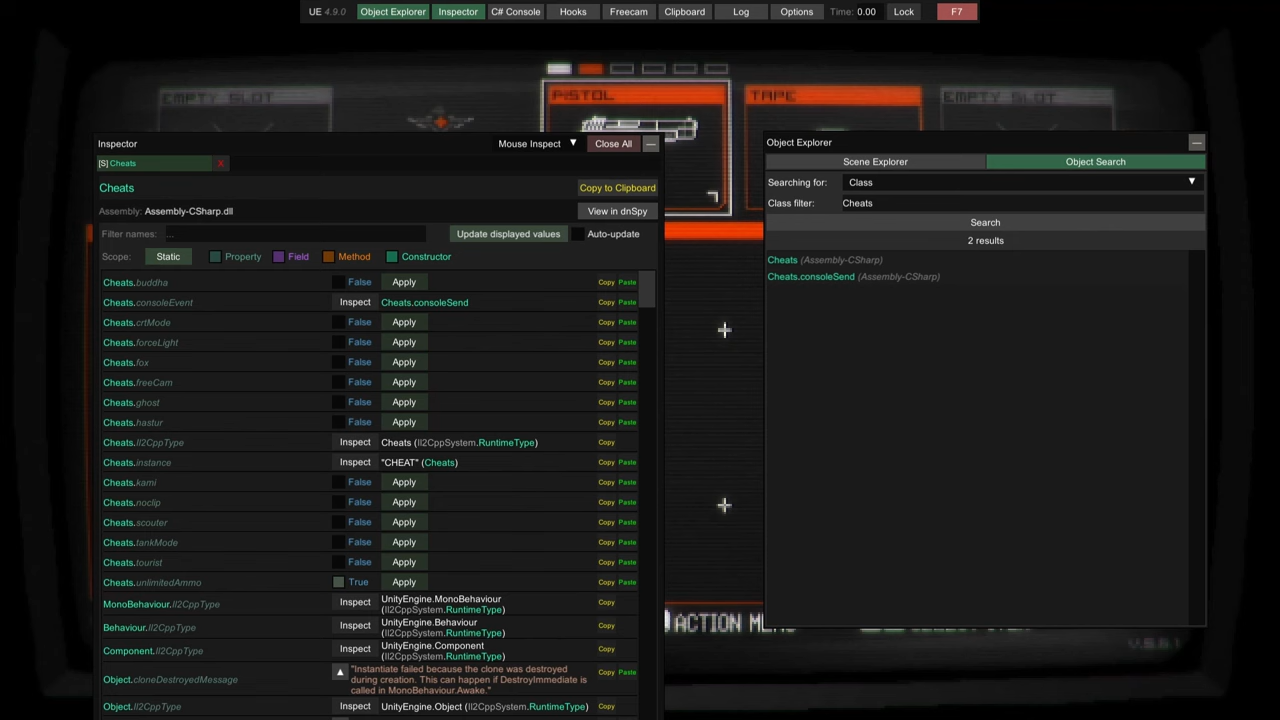 UE 4.9.0 Object Explorer Inspector C# Console Hooks Freecam Clipboard Log Options Time: 0.00 Lock F7
EMPTY SLOT PISTOL TAPE EMPTY SLOT
Inspector Mouse Inspect ▼ Close All —
[S] Cheats X
Cheats Copy to Clipboard
Assembly: Assembly-CSharp.dll View in dnSpy
Filter names: ... Update displayed values Auto-update
Scope: Static Property Field Method Constructor
Cheats.buddha False Apply Copy Paste
Cheats.consoleEvent Inspect Cheats.consoleSend Copy Paste
Cheats.crtMode False Apply Copy Paste
Cheats.forceLight False Apply Copy Paste
Cheats.fox False Apply Copy Paste
Cheats.freeCam False Apply Copy Paste
Cheats.ghost False Apply Copy Paste
Cheats.hastur False Apply Copy Paste
Cheats.Il2CppType Inspect Cheats (Il2CppSystem.RuntimeType) Copy
Cheats.instance Inspect "CHEAT" (Cheats) Copy Paste
Cheats.kami False Apply Copy Paste
Cheats.noclip False Apply Copy Paste
Cheats.scouter False Apply Copy Paste
Cheats.tankMode False Apply Copy Paste
Cheats.tourist False Apply Copy Paste
Cheats.unlimitedAmmo True Apply Copy Paste
MonoBehaviour.Il2CppType Inspect UnityEngine.MonoBehaviour
(Il2CppSystem.RuntimeType) Copy
Behaviour.Il2CppType Inspect UnityEngine.Behaviour
(Il2CppSystem.RuntimeType) Copy
Component.Il2CppType Inspect UnityEngine.Component
(Il2CppSystem.RuntimeType) Copy
Object.cloneDestroyedMessage ▲ "Instantiate failed because the clone was destroyed
during creation. This can happen if DestroyImmediate is
called in MonoBehaviour.Awake." Copy Paste
Object.Il2CppType Inspect UnityEngine.Object (Il2CppSystem.RuntimeType) Copy
Object Explorer —
Scene Explorer Object Search
Searching for: Class ▼
Class filter: Cheats
Search
2 results
Cheats (Assembly-CSharp)
Cheats.consoleSend (Assembly-CSharp)
ACTION